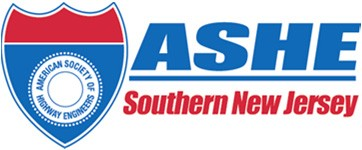 AMERICAN SOCIETY OF
HIGHWAY ENGINEERS
ASHE
Southern New Jersey